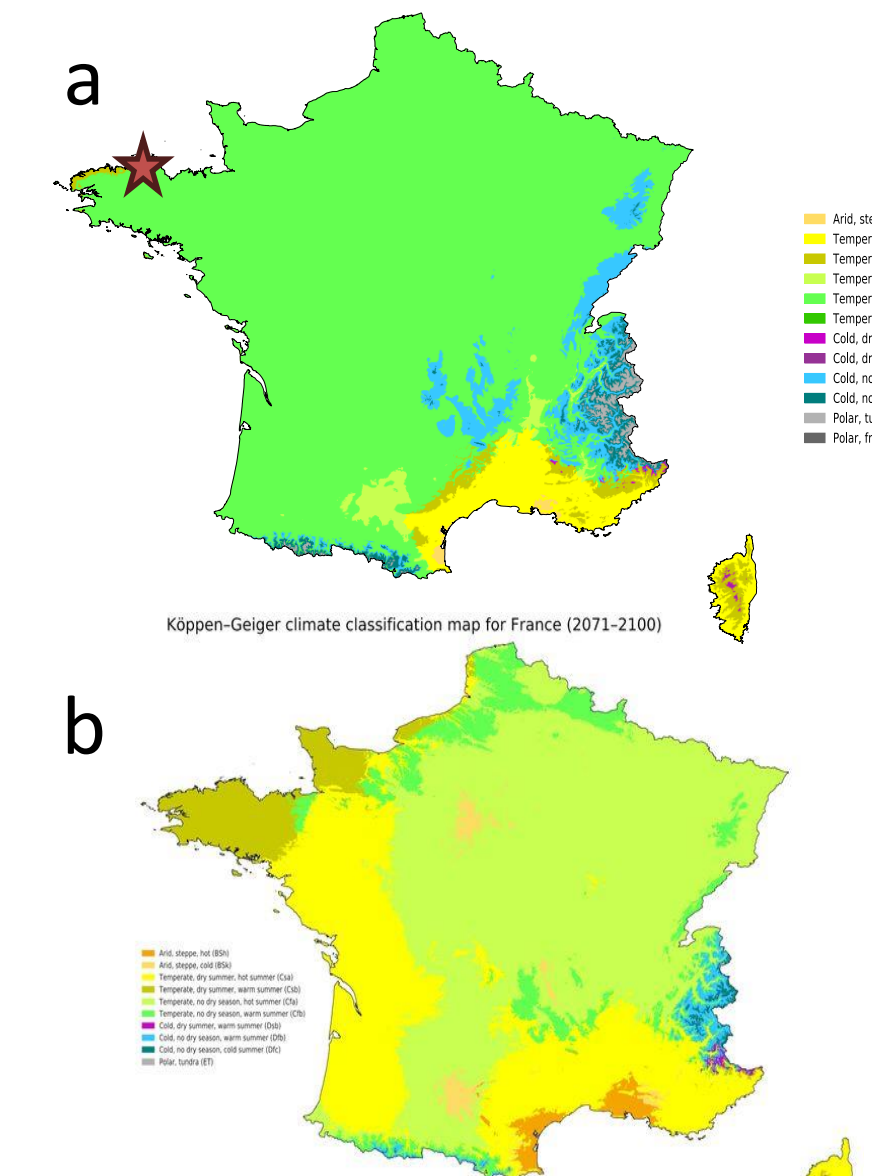 a
Arid, ste
Temper
Temper
Temper
Temper
Temper
Cold, dr
Cold, dr
Cold, no
Cold, no
Polar, tu
Polar, fr
Köppen–Geiger climate classification map for France (2071–2100)
b
Arid, steppe, hot (BSh)
Arid, steppe, cold (BSk)
Temperate, dry summer, hot summer (Csa)
Temperate, dry summer, warm summer (Csb)
Temperate, no dry season, hot summer (Cfa)
Temperate, no dry season, warm summer (Cfb)
Cold, dry summer, warm summer (Dsb)
Cold, no dry season, warm summer (Dfb)
Cold, no dry season, cold summer (Dfc)
Polar, tundra (ET)